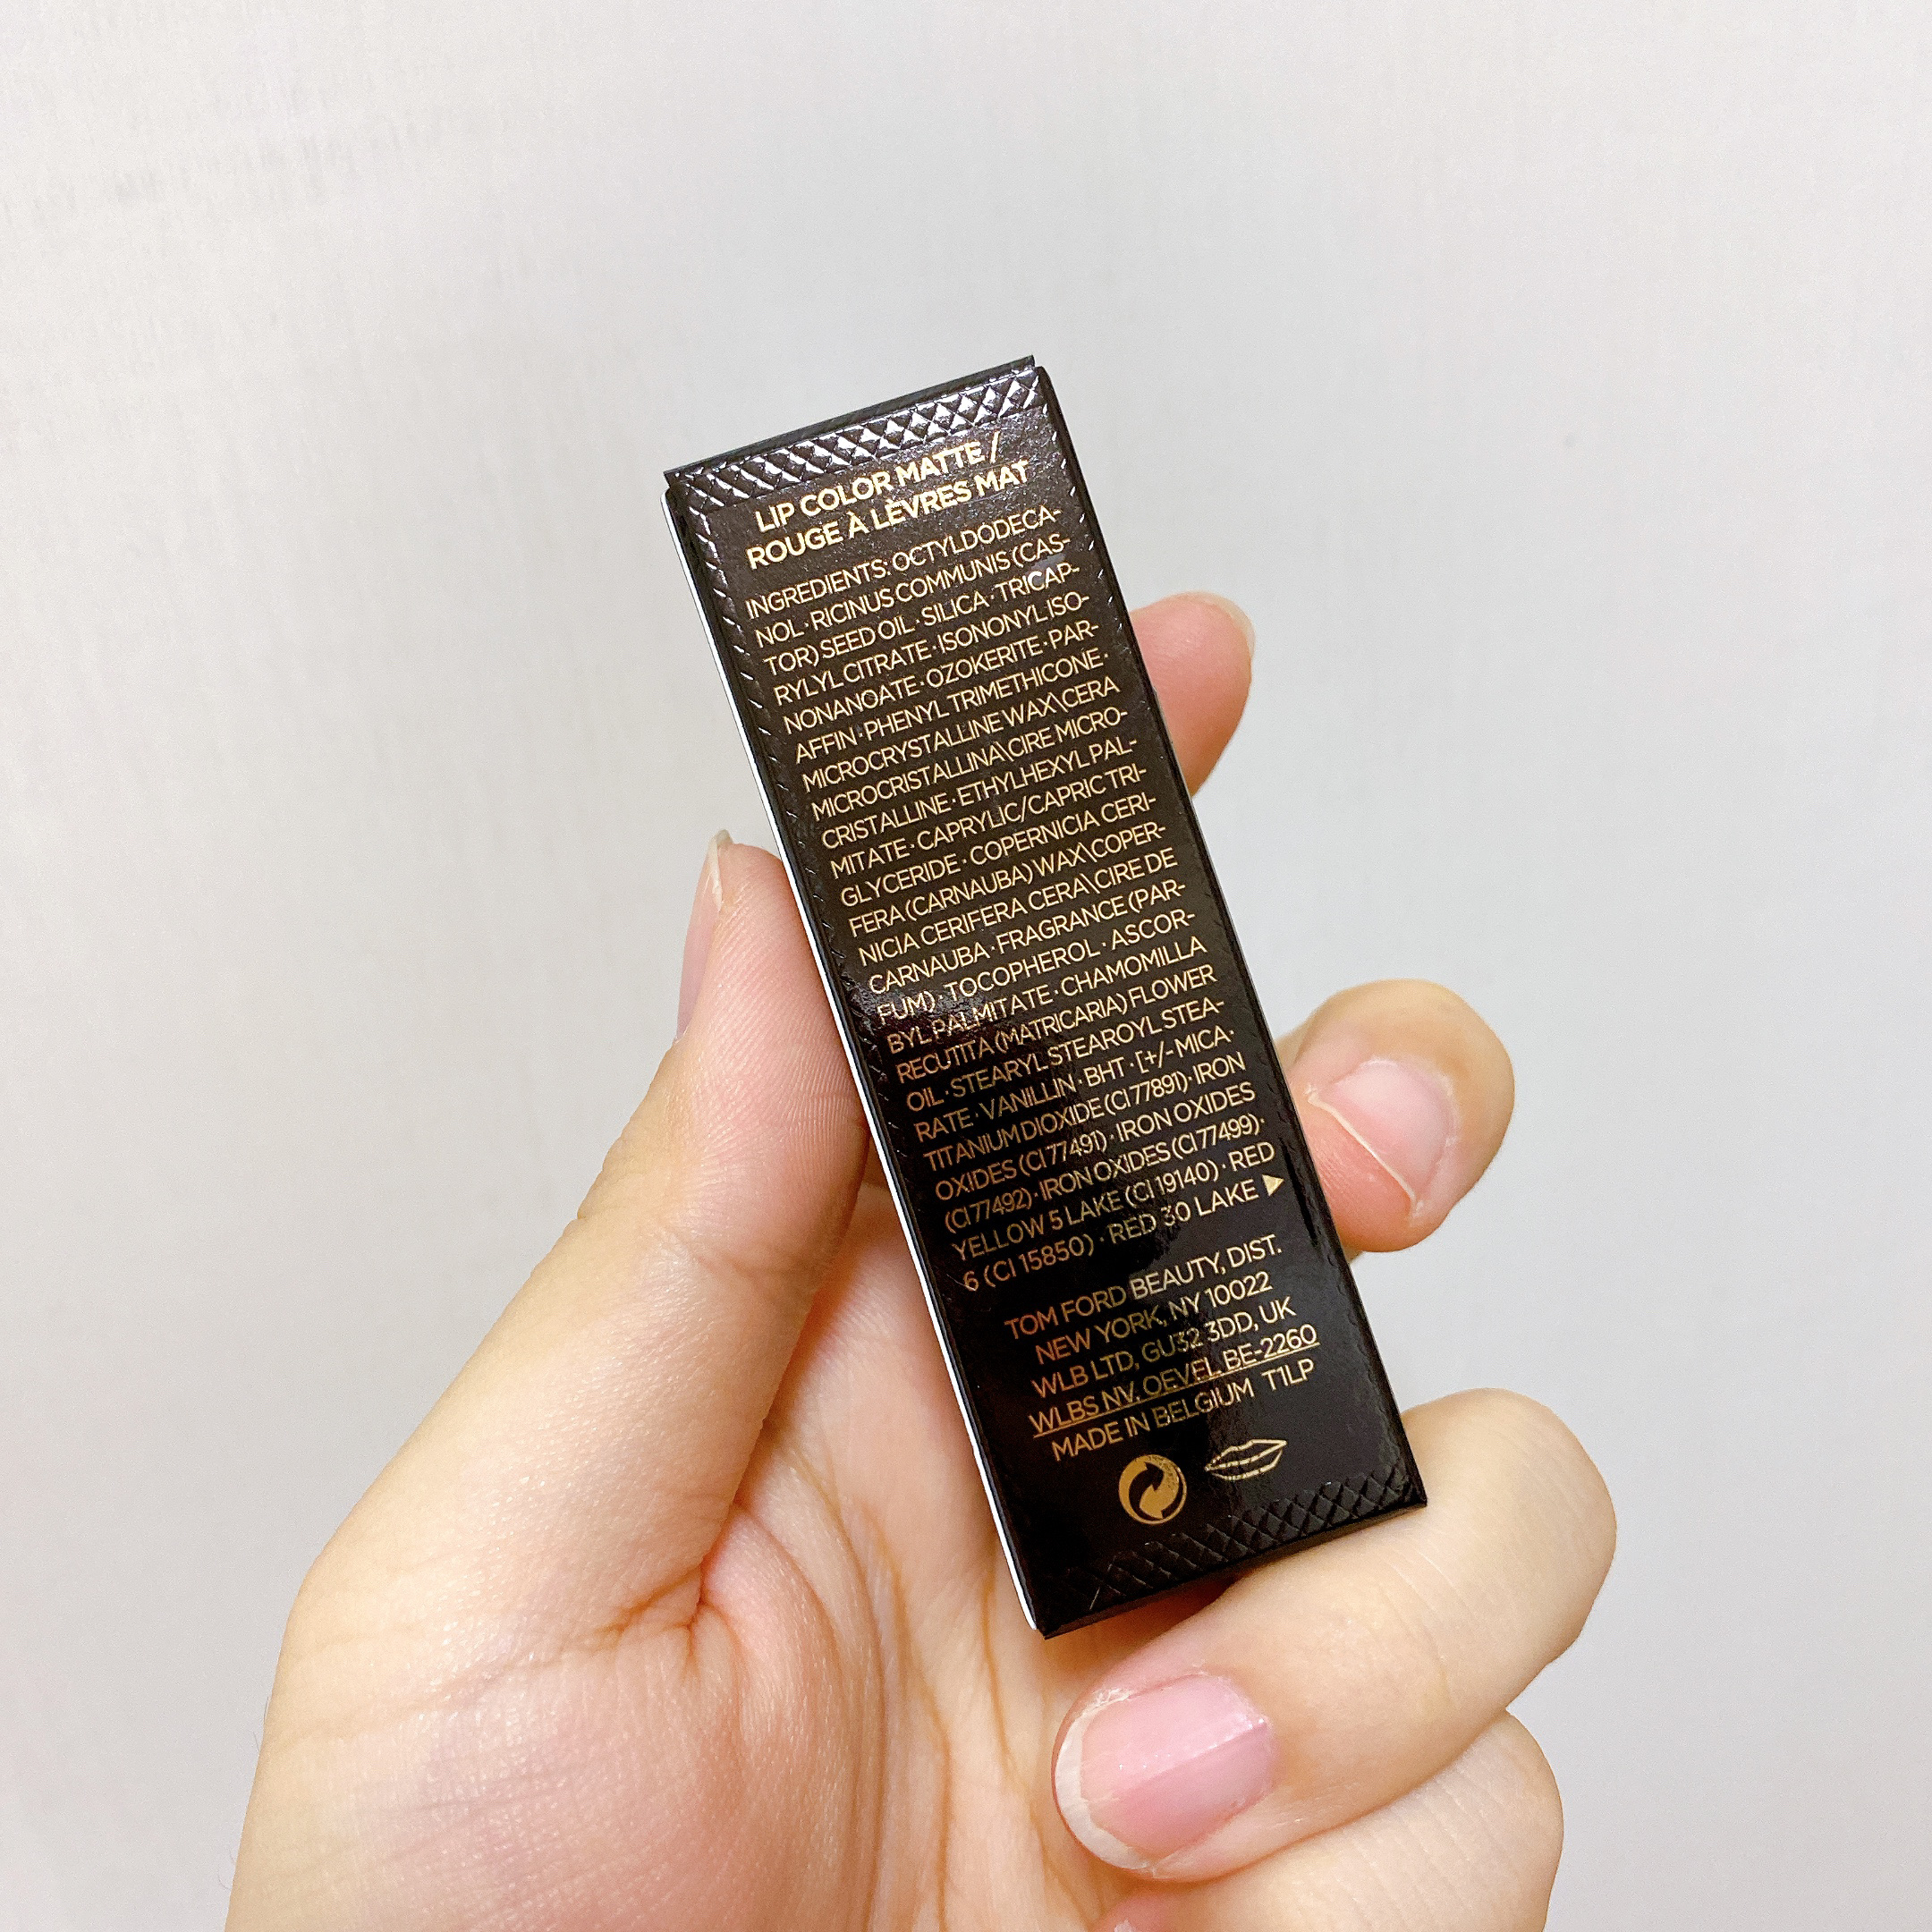 LIP COLOR MATTE /
ROUGE À LÈVRES MAT
INGREDIENTS: OCTYLDODECA-
NOL · RICINUS COMMUNIS (CAS-
TOR) SEED OIL · SILICA · TRICAP-
RYLYL CITRATE · ISONONYL ISO-
NONANOATE · OZOKERITE · PAR-
AFFIN · PHENYL TRIMETHICONE ·
MICROCRYSTALLINE WAX\CERA
MICROCRISTALLINA\CIRE MICRO-
CRISTALLINE · ETHYLHEXYL PAL-
MITATE · CAPRYLIC/CAPRIC TRI-
GLYCERIDE · COPERNICIA CERI-
FERA (CARNAUBA) WAX\COPER-
NICIA CERIFERA CERA\CIRE DE
CARNAUBA · FRAGRANCE (PAR-
FUM) · TOCOPHEROL · ASCOR-
BYL PALMITATE · CHAMOMILLA
RECUTITA (MATRICARIA) FLOWER
OIL · STEARYL STEAROYL STEA-
RATE · VANILLIN · BHT · [+/- MICA ·
TITANIUM DIOXIDE (CI 77891) · IRON
OXIDES (CI 77491) · IRON OXIDES
(CI 77492) · IRON OXIDES (CI 77499) ·
YELLOW 5 LAKE (CI 19140) · RED
6 (CI 15850) · RED 30 LAKE ▶
TOM FORD BEAUTY, DIST.
NEW YORK, NY 10022
WLB LTD, GU32 3DD, UK
WLBS NV, OEVEL BE-2260
MADE IN BELGIUM T1LP